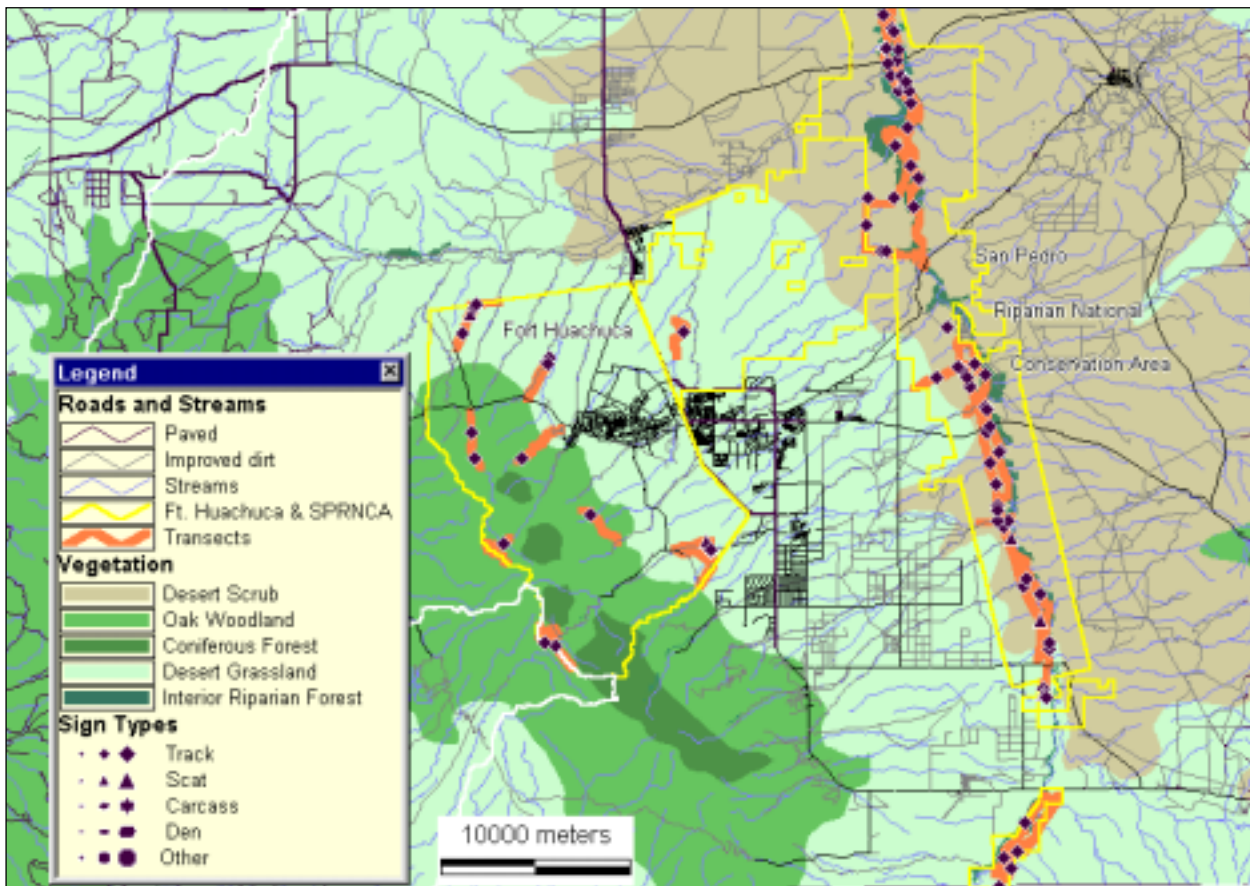 San Pedro
Riparian National
Conservation Area
Fort Huachuca
Legend
Roads and Streams
Paved
Improved dirt
Streams
Ft. Huachuca & SPRNCA
Transects
Vegetation
Desert Scrub
Oak Woodland
Coniferous Forest
Desert Grassland
Interior Riparian Forest
Sign Types
Track
Scat
Carcass
Den
Other
10000 meters